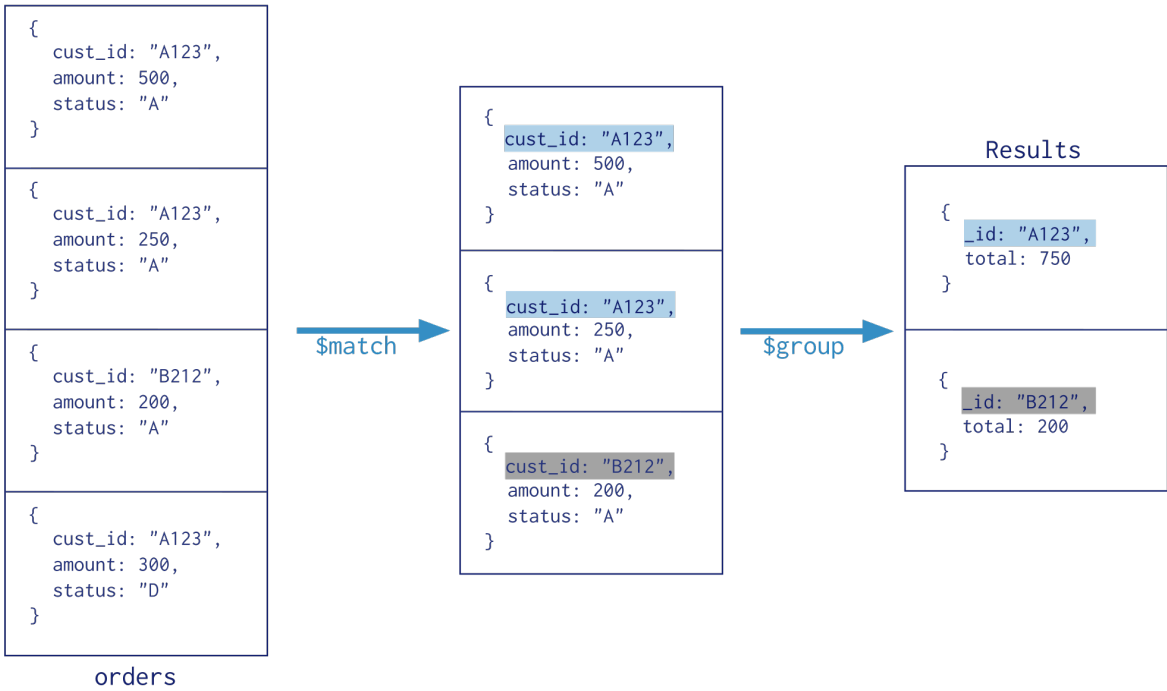 {
cust_id: "A123",
amount: 500,
status: "A"
}
{
cust_id: "A123",
amount: 250,
status: "A"
}
{
cust_id: "B212",
amount: 200,
status: "A"
}
{
cust_id: "A123",
amount: 300,
status: "D"
}
orders
$match
{
cust_id: "A123",
amount: 500,
status: "A"
}
{
cust_id: "A123",
amount: 250,
status: "A"
}
{
cust_id: "B212",
amount: 200,
status: "A"
}
$group
Results
{
_id: "A123",
total: 750
}
{
_id: "B212",
total: 200
}